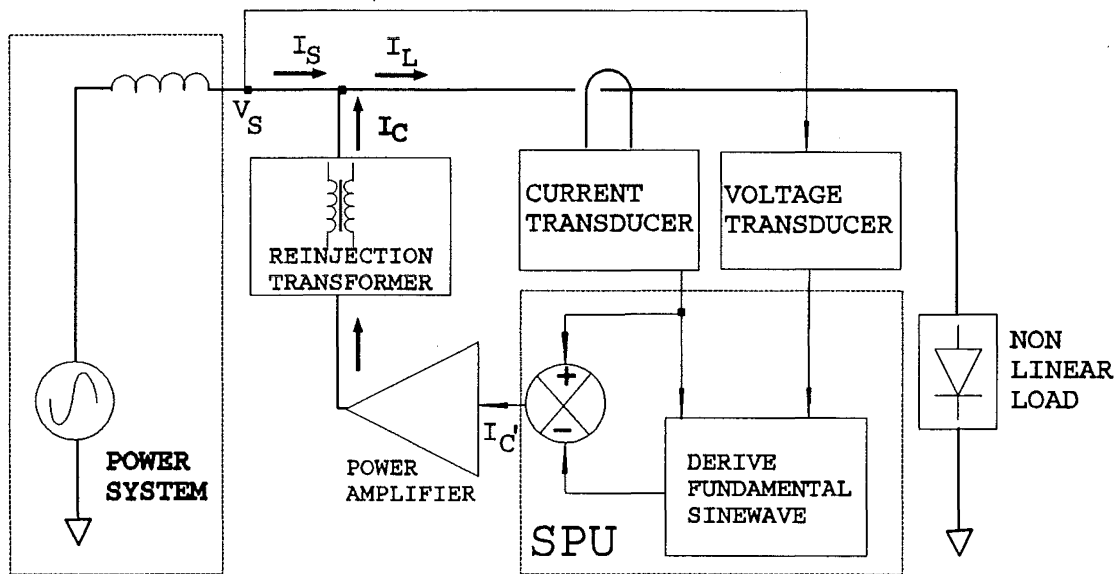 I_S
I_L
V_S
I_C
CURRENT
TRANSDUCER
VOLTAGE
TRANSDUCER
REINJECTION
TRANSFORMER
+
−
I_C'
POWER
SYSTEM
POWER
AMPLIFIER
DERIVE
FUNDAMENTAL
SINEWAVE
SPU
NON
LINEAR
LOAD